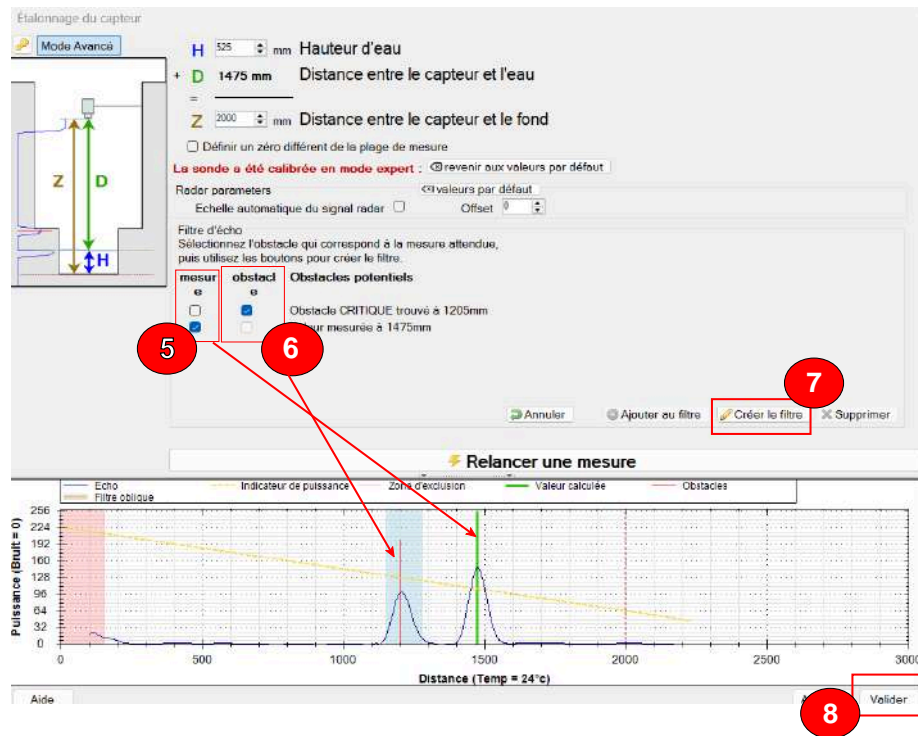 Étalonnage du capteur
Mode Avancé
H 525 mm Hauteur d'eau
+ D 1475 mm Distance entre le capteur et l'eau
=
Z 2000 mm Distance entre le capteur et le fond
Définir un zéro différent de la plage de mesure
La sonde a été calibrée en mode expert : revenir aux valeurs par défaut
Radar parameters valeurs par défaut
Echelle automatique du signal radar Offset 0
Z D
H
Filtre d'écho
Sélectionnez l'obstacle qui correspond à la mesure attendue,
puis utilisez les boutons pour créer le filtre.
mesur obstacl Obstacles potentiels
e e
Obstacle CRITIQUE trouvé à 1205mm
mesurée à 1475mm
5 6
7
Annuler Ajouter au filtre Créer le filtre Supprimer
Relancer une mesure
Echo Indicateur de puissance Zone d'exclusion Valeur calculée Obstacles
Filtre oblique
Puissance (Bruit = 0)
256
224
192
160
128
96
64
32
0
0 500 1000 1500 2000 2500 3000
Distance (Temp = 24°c)
Aide Valider
8